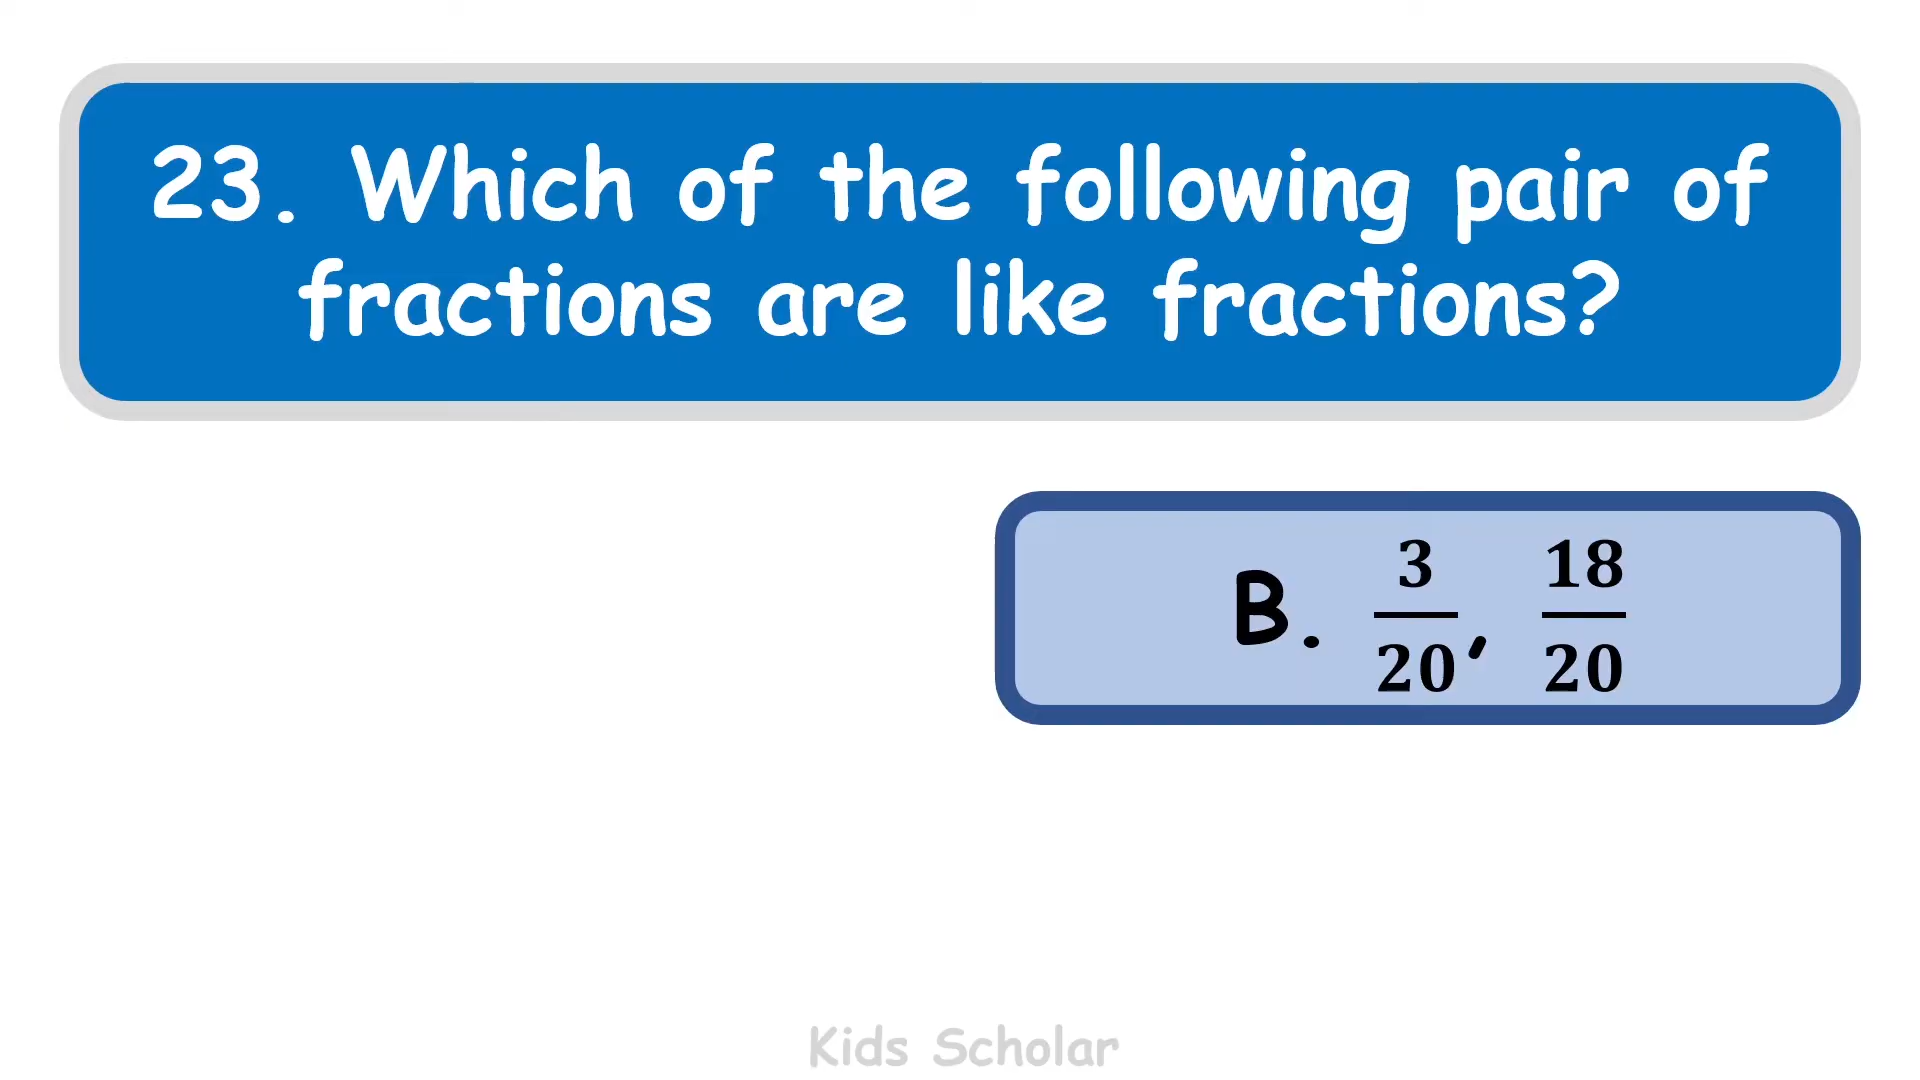 23. Which of the following pair of
fractions are like fractions?
B. 3/20, 18/20
Kids Scholar